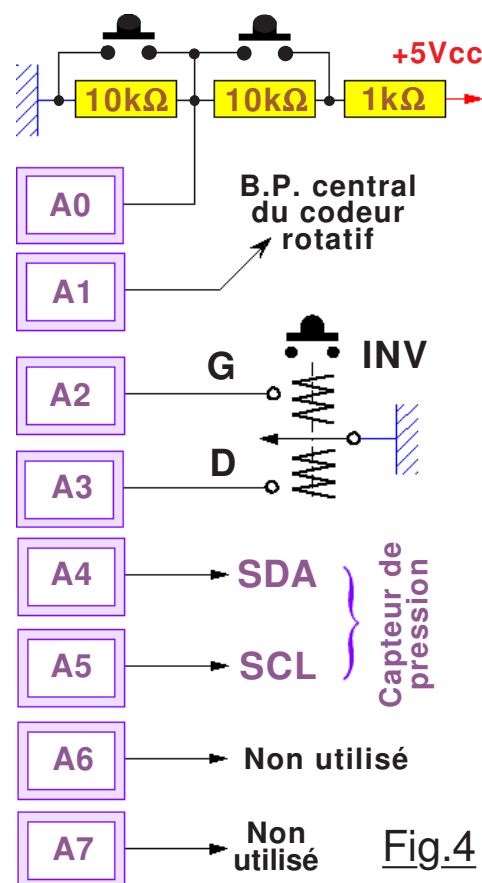 +5Vcc
10kΩ 10kΩ 1kΩ
A0
B.P. central
du codeur
rotatif
A1
INV
G
A2
D
A3
A4 SDA
Capteur de
pression
A5 SCL
A6 Non utilisé
A7 Non
utilisé
Fig.4